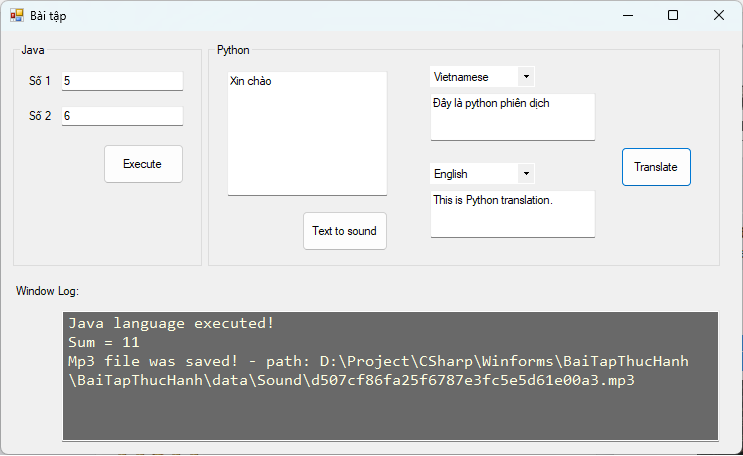 Bài tập
Java
Số 1
5
Số 2
6
Execute
Python
Xin chào
Text to sound
Vietnamese
Đây là python phiên dịch
English
This is Python translation.
Translate
Window Log:
Java language executed!
Sum = 11
Mp3 file was saved! - path: D:\Project\CSharp\Winforms\BaiTapThucHanh
\BaiTapThucHanh\data\Sound\d507cf86fa25f6787e3fc5e5d61e00a3.mp3